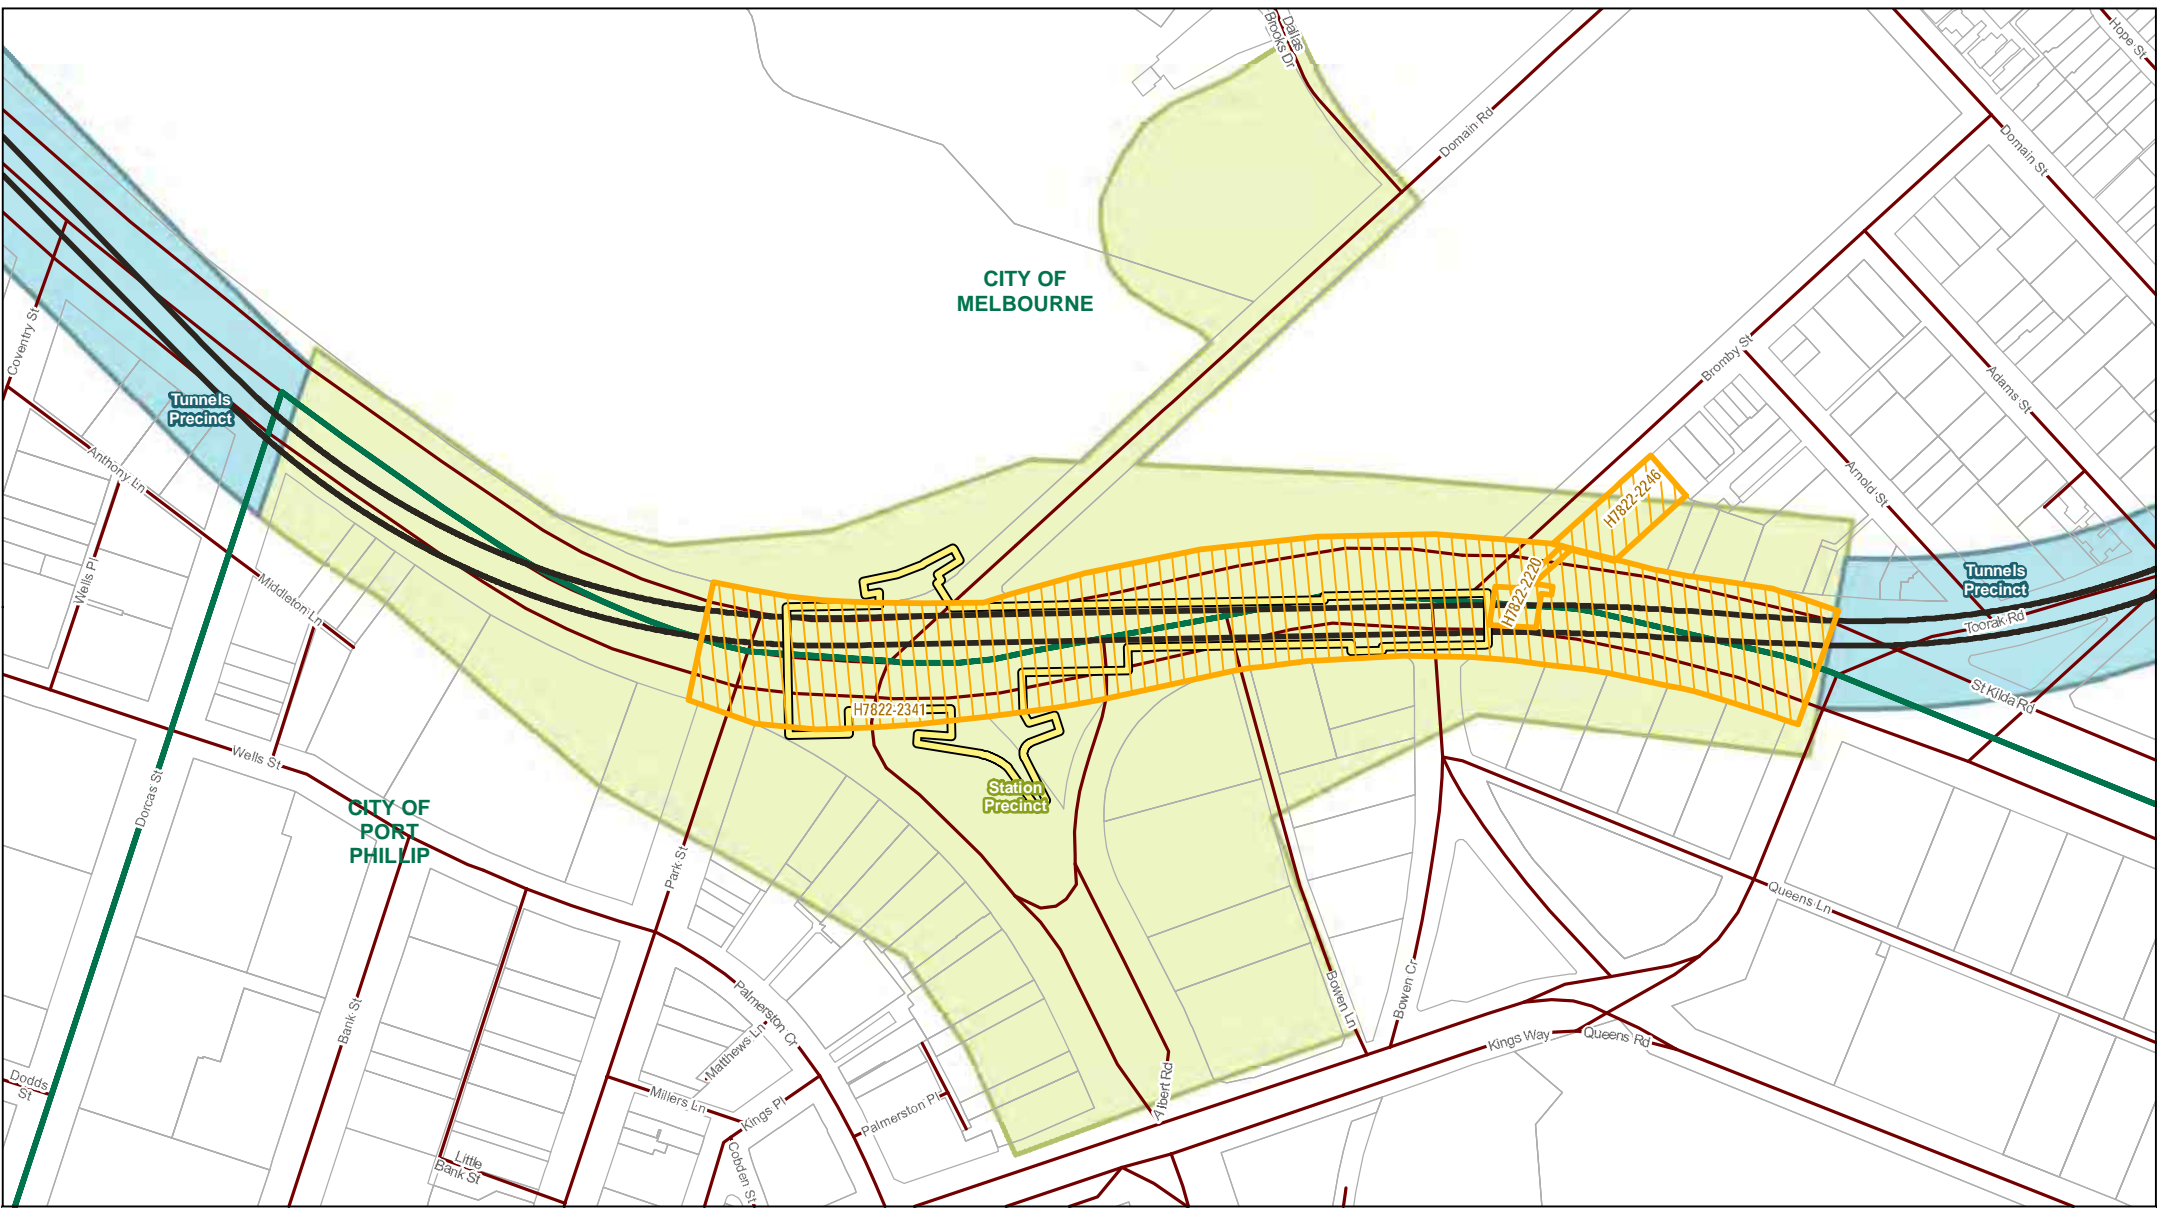 Hope St
Dallas
Brooks Dr
Domain Rd
Domain St
CITY OF
MELBOURNE
Coventry St
Tunnels
Precinct
Bromby St
Adams St
Anthony Ln
Arnold St
H7822-2246
Wells Pl
Middleton Ln
H7822-2220
Tunnels
Precinct
Toorak Rd
St Kilda Rd
H7822-2341
Wells St
Station
Precinct
Dorcas St
CITY OF
PORT
PHILLIP
Park St
Queens Ln
Bank St
Palmerston Cr
Matthews Ln
Bowen Ln
Bowen Cr
Kings Way
Queens Rd
Dodds
St
Millers Ln
Kings Pl
Palmerston Pl
Albert Rd
Cobden St
Little
Bank St